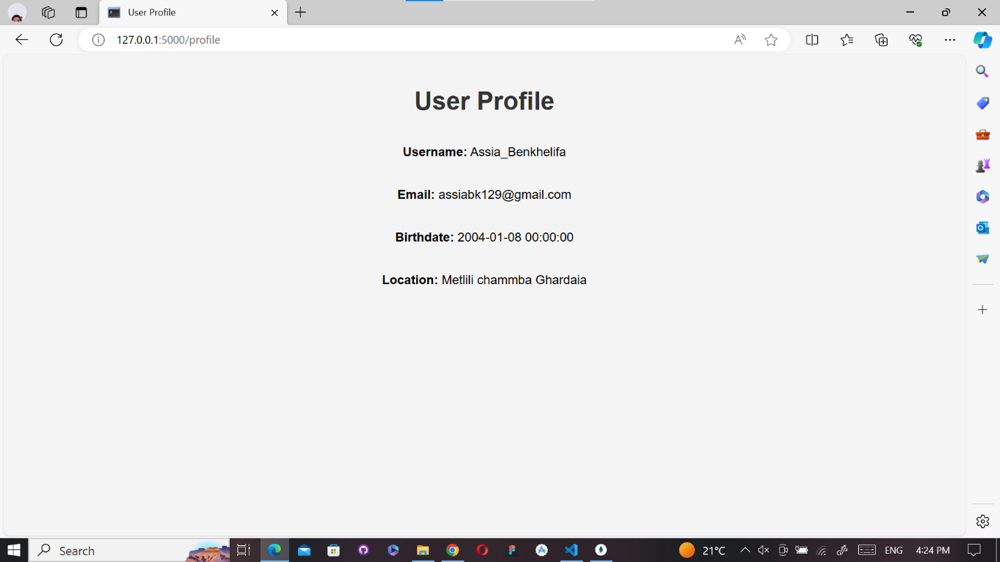 User Profile
127.0.0.1:5000/profile
User Profile
Username: Assia_Benkhelifa
Email: assiabk129@gmail.com
Birthdate: 2004-01-08 00:00:00
Location: Metlili chammba Ghardaia
Search
21°C
ENG
4:24 PM